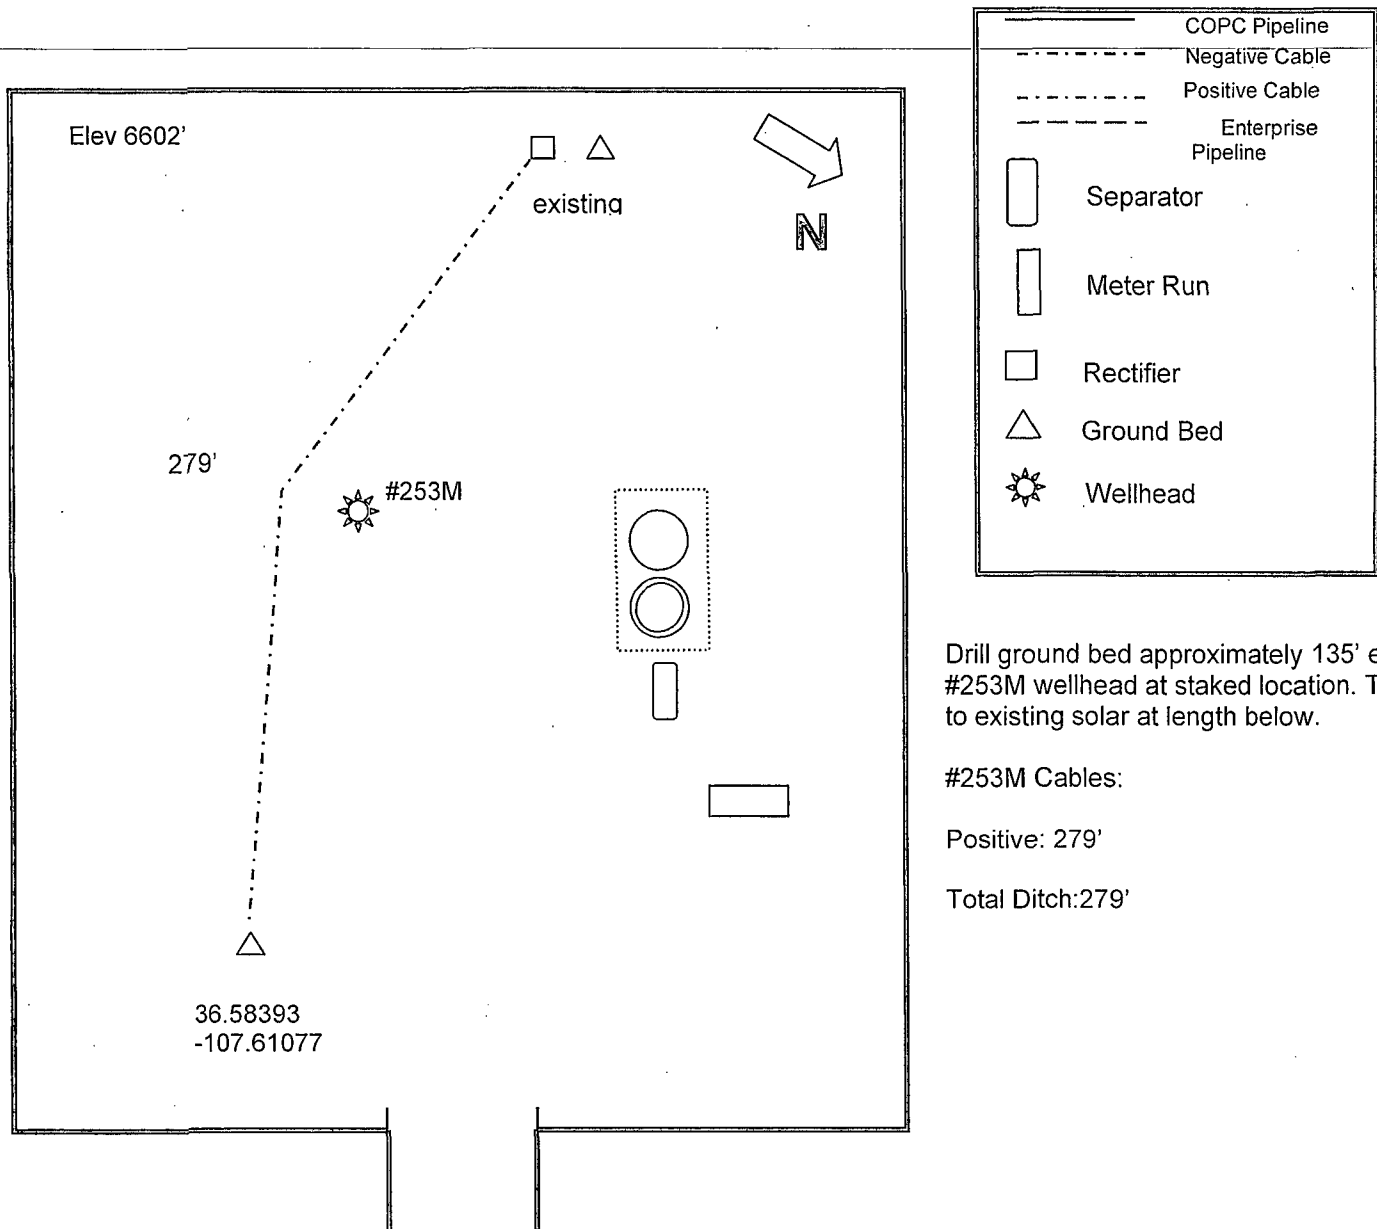 COPC Pipeline
Negative Cable
Positive Cable
Enterprise
Pipeline
Separator
Meter Run
Rectifier
Ground Bed
Wellhead
Elev 6602'
existing
N
279'
#253M
36.58393
-107.61077
Drill ground bed approximately 135'
#253M wellhead at staked location.
to existing solar at length below.
#253M Cables:
Positive: 279'
Total Ditch:279'